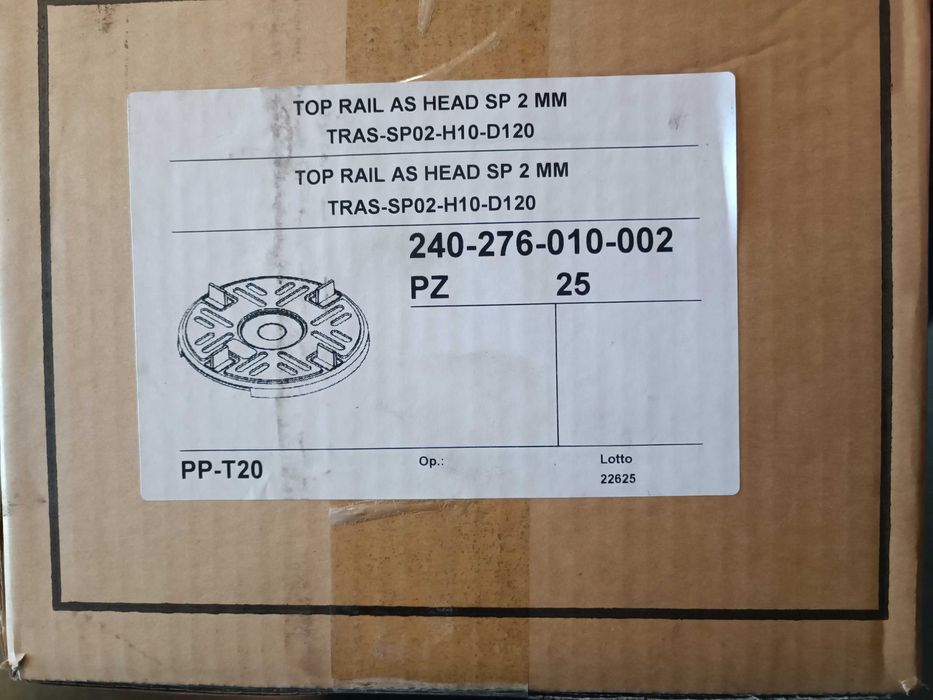 TOP RAIL AS HEAD SP 2 MM
TRAS-SP02-H10-D120
TOP RAIL AS HEAD SP 2 MM
TRAS-SP02-H10-D120
240-276-010-002
PZ 25
PP-T20
Op.:
Lotto
22625